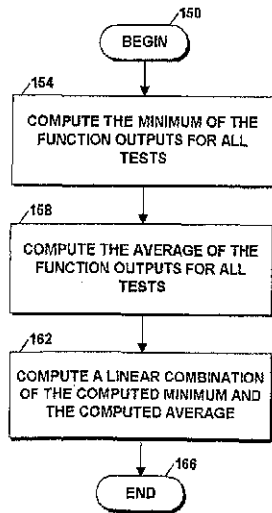 150
BEGIN
154
COMPUTE THE MINIMUM OF THE
FUNCTION OUTPUTS FOR ALL
TESTS
158
COMPUTE THE AVERAGE OF THE
FUNCTION OUTPUTS FOR ALL
TESTS
162
COMPUTE A LINEAR COMBINATION
OF THE COMPUTED MINIMUM AND
THE COMPUTED AVERAGE
166
END